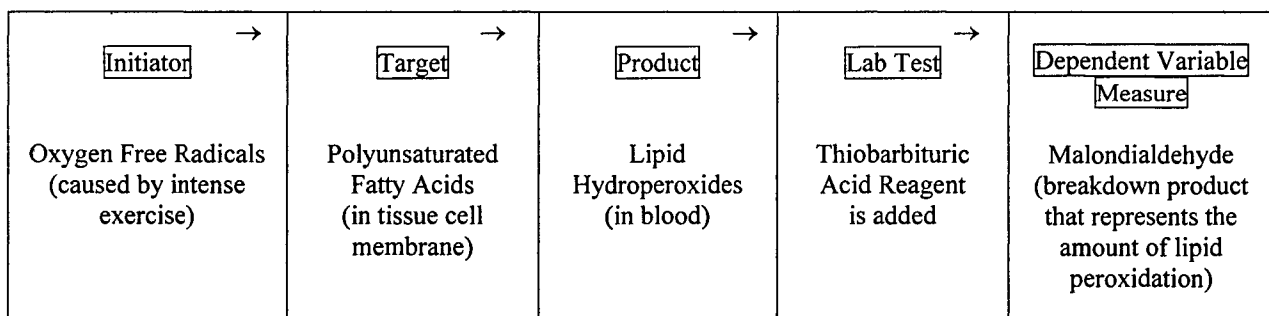 →
Initiator
Oxygen Free Radicals
(caused by intense
exercise)
→
Target
Polyunsaturated
Fatty Acids
(in tissue cell
membrane)
→
Product
Lipid
Hydroperoxides
(in blood)
→
Lab Test
Thiobarbituric
Acid Reagent
is added
Dependent Variable
Measure
Malondialdehyde
(breakdown product
that represents the
amount of lipid
peroxidation)